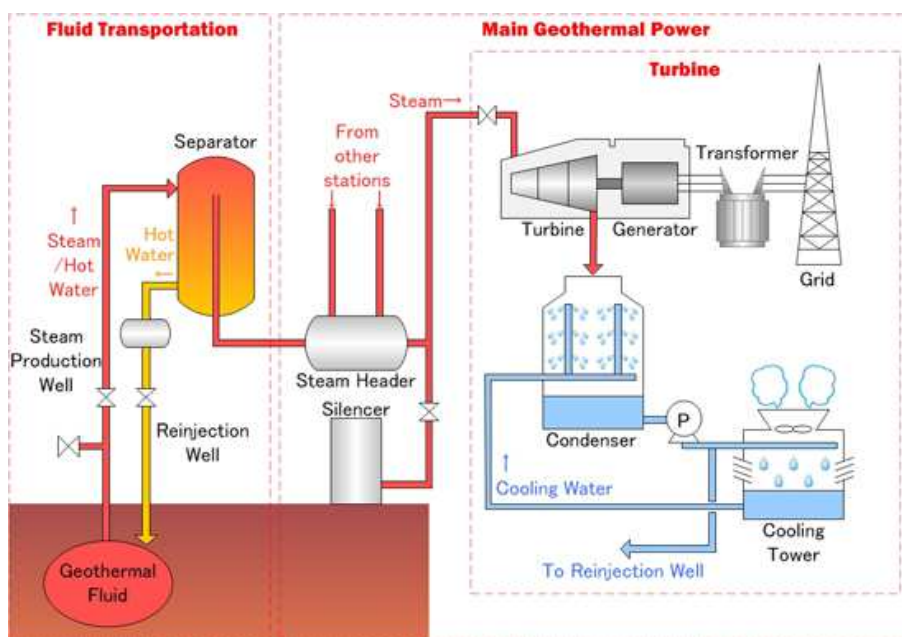 Fluid Transportation
Main Geothermal Power
Turbine
Steam→
Separator
From
other
stations
Transformer
↑
Steam
/Hot
Water
Hot
Water
←
Turbine
Generator
Grid
Steam
Production
Well
Steam Header
Silencer
Reinjection
Well
P
Condenser
↑
Cooling Water
Cooling
Tower
Geothermal
Fluid
To Reinjection Well